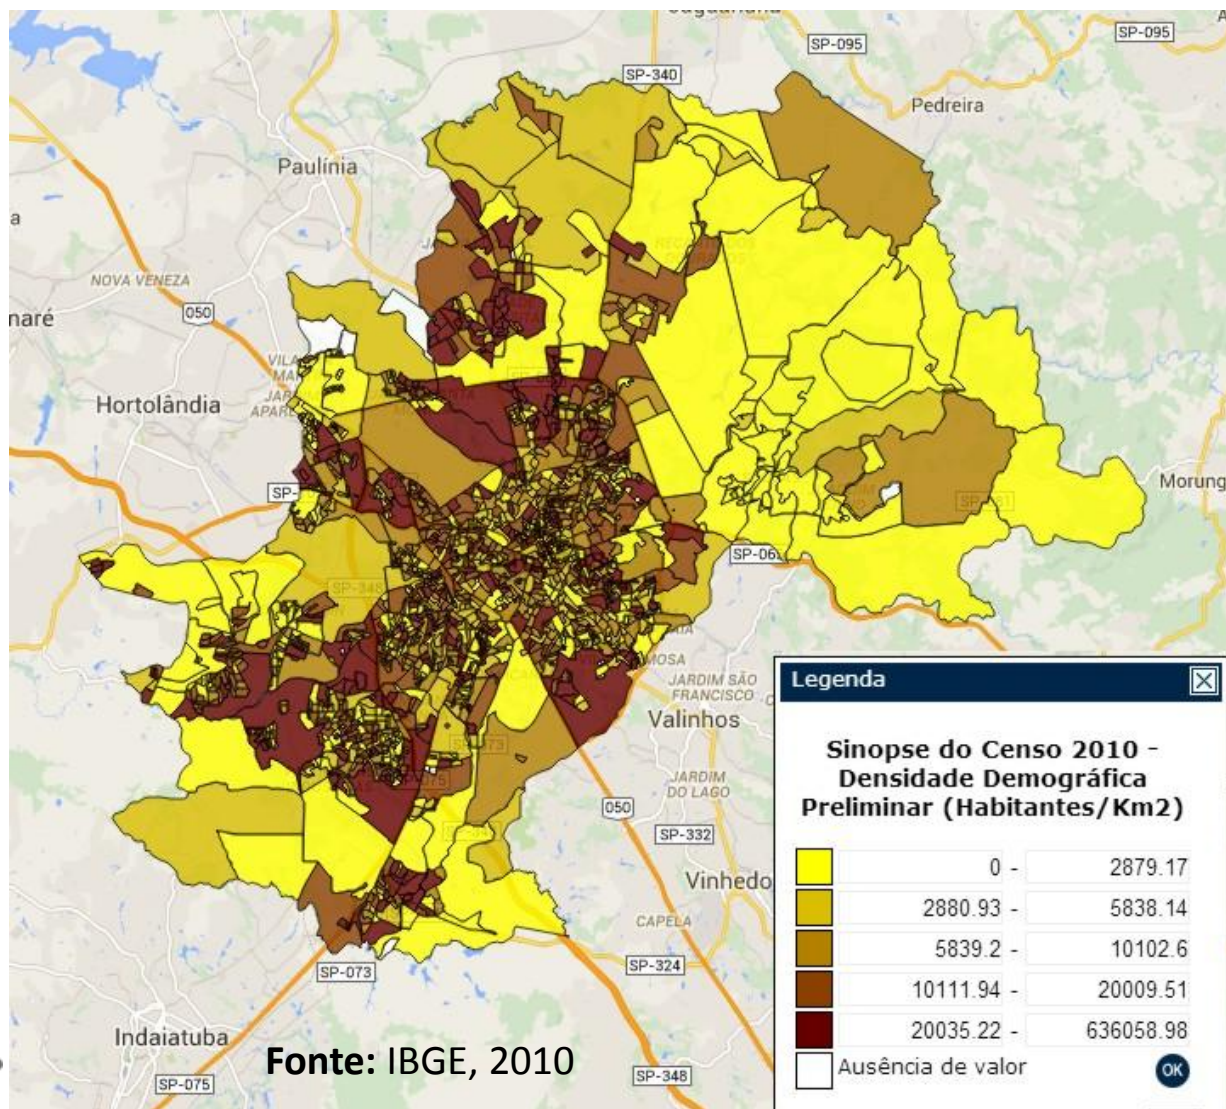 SP-095
SP-095
SP-340
Pedreira
Paulínia
a
NOVA VENEZA
050
naré
Hortolândia
Morung
SP-348
Valinhos
JARDIM SÃO
FRANCISCO
JARDIM
DO LAGO
050
SP-332
Vinhedo
CAPELA
SP-324
SP-073
Indaiatuba
SP-075
SP-348
Fonte: IBGE, 2010
Legenda
Sinopse do Censo 2010 -
Densidade Demográfica
Preliminar (Habitantes/Km2)
0 - 2879.17
2880.93 - 5838.14
5839.2 - 10102.6
10111.94 - 20009.51
20035.22 - 636058.98
Ausência de valor
OK